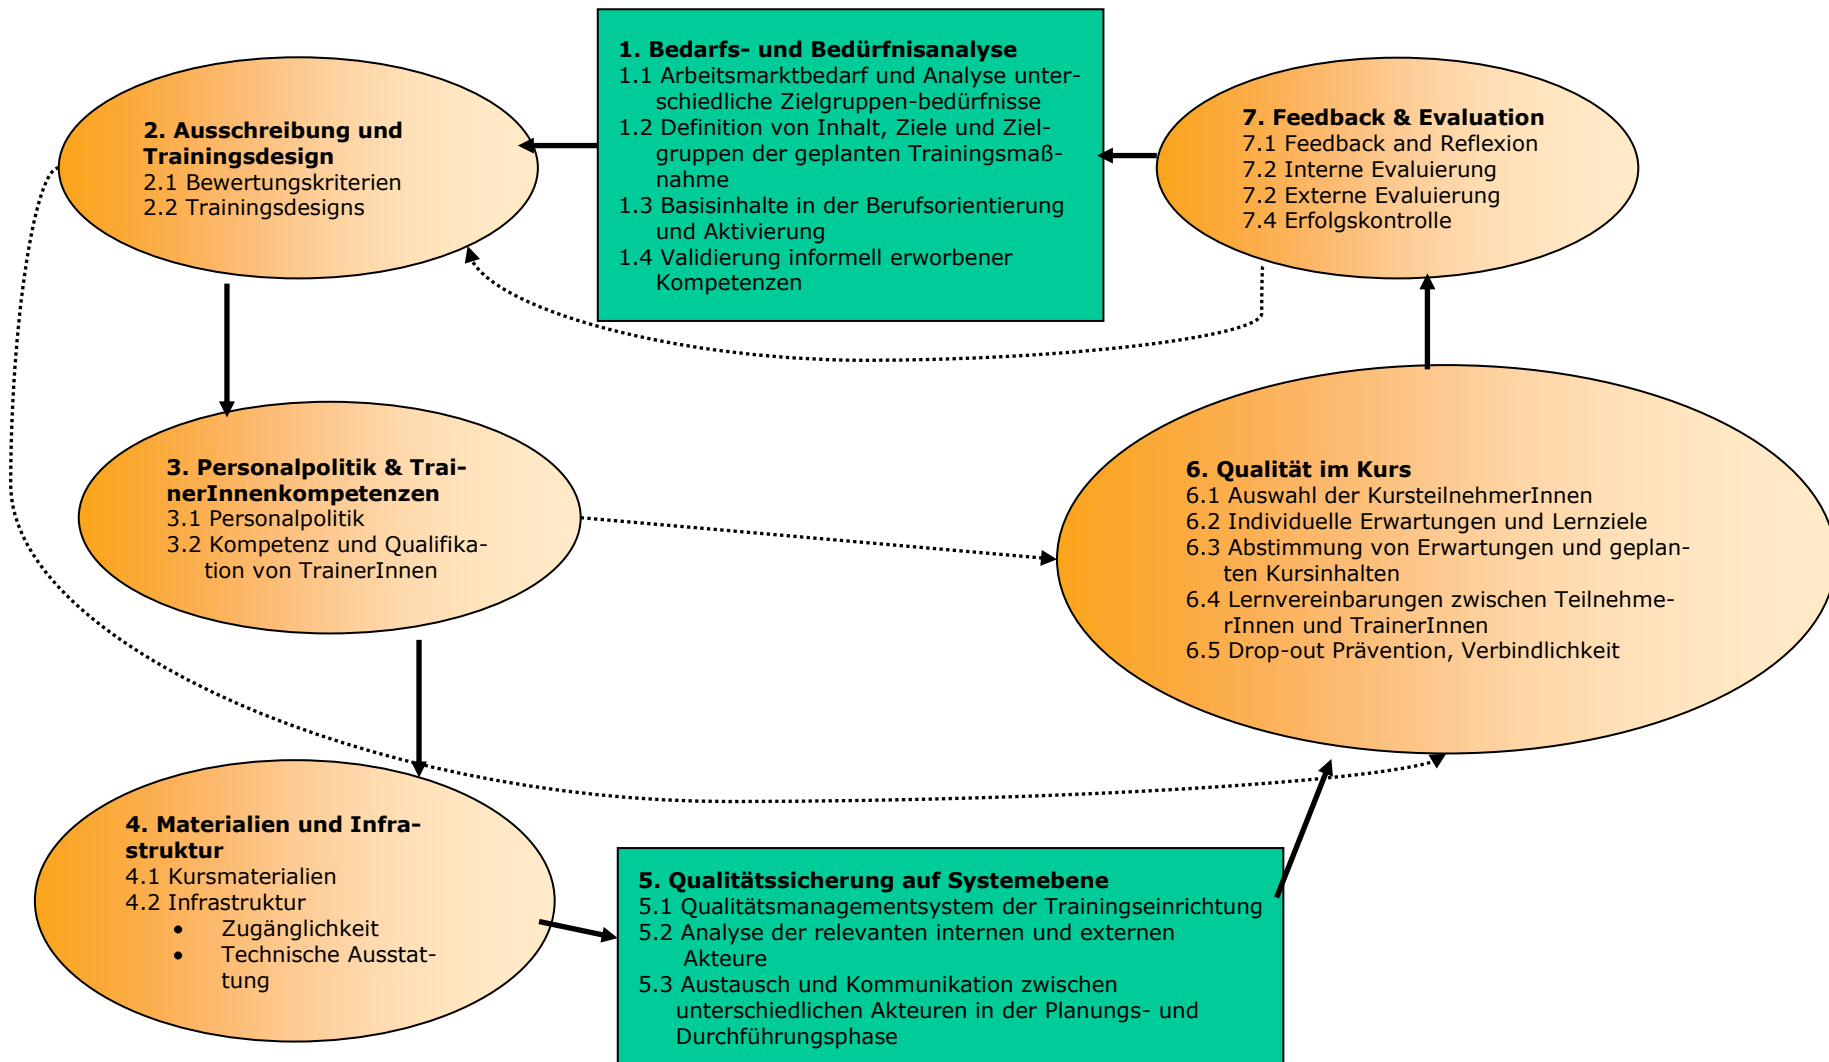 1. Bedarfs- und Bedürfnisanalyse
1.1 Arbeitsmarktbedarf und Analyse unter-
schiedliche Zielgruppen-bedürfnisse
1.2 Definition von Inhalt, Ziele und Ziel-
gruppen der geplanten Trainingsmaß-
nahme
1.3 Basisinhalte in der Berufsorientierung
und Aktivierung
1.4 Validierung informell erworbener
Kompetenzen
2. Ausschreibung und
Trainingsdesign
2.1 Bewertungskriterien
2.2 Trainingsdesigns
3. Personalpolitik & Trai-
nerInnenkompetenzen
3.1 Personalpolitik
3.2 Kompetenz und Qualifika-
tion von TrainerInnen
4. Materialien und Infra-
struktur
4.1 Kursmaterialien
4.2 Infrastruktur
• Zugänglichkeit
• Technische Ausstat-
tung
5. Qualitätssicherung auf Systemebene
5.1 Qualitätsmanagementsystem der Trainingseinrichtung
5.2 Analyse der relevanten internen und externen
Akteure
5.3 Austausch und Kommunikation zwischen
unterschiedlichen Akteuren in der Planungs- und
Durchführungsphase
6. Qualität im Kurs
6.1 Auswahl der KursteilnehmerInnen
6.2 Individuelle Erwartungen und Lernziele
6.3 Abstimmung von Erwartungen und geplan-
ten Kursinhalten
6.4 Lernvereinbarungen zwischen Teilnehme-
rInnen und TrainerInnen
6.5 Drop-out Prävention, Verbindlichkeit
7. Feedback & Evaluation
7.1 Feedback and Reflexion
7.2 Interne Evaluierung
7.2 Externe Evaluierung
7.4 Erfolgskontrolle